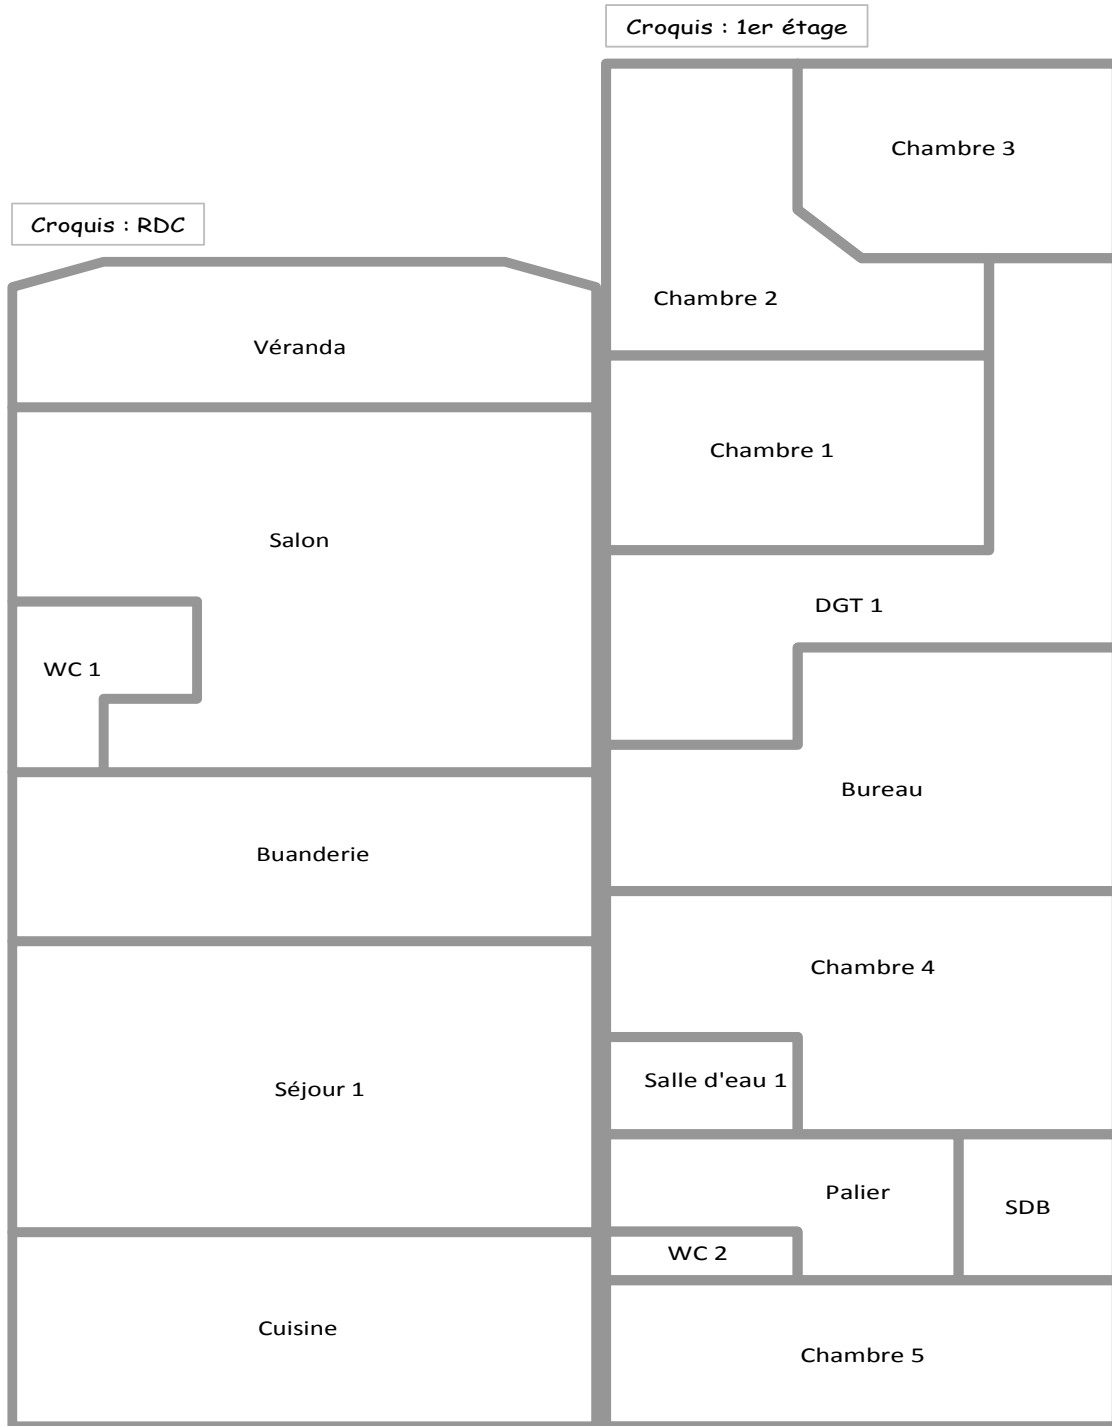 Croquis : RDC
Véranda
Salon
WC 1
Buanderie
Séjour 1
Cuisine
Croquis : 1er étage
Chambre 3
Chambre 2
Chambre 1
DGT 1
Bureau
Chambre 4
Salle d'eau 1
Palier
SDB
WC 2
Chambre 5